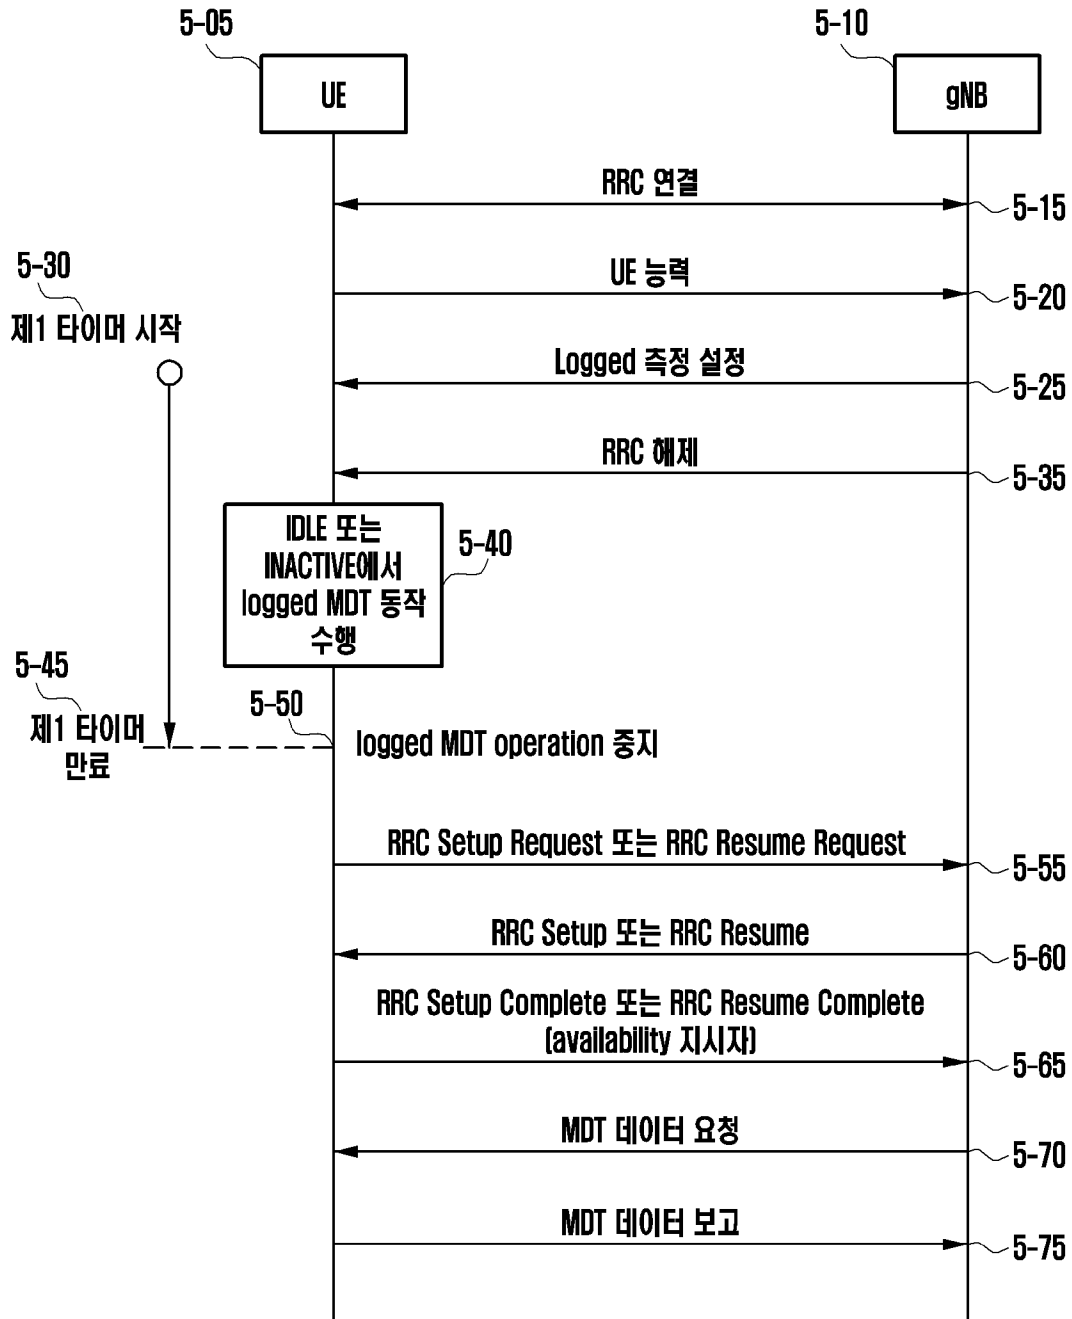 5-05
5-10
UE
gNB
RRC 연결
5-15
5-30
제1 타이머 시작
UE 능력
5-20
Logged 측정 설정
5-25
RRC 해제
5-35
IDLE 또는
INACTIVE에서
logged MDT 동작
수행
5-40
5-45
제1 타이머
만료
5-50
logged MDT operation 중지
RRC Setup Request 또는 RRC Resume Request
5-55
RRC Setup 또는 RRC Resume
5-60
RRC Setup Complete 또는 RRC Resume Complete
(availability 지시자)
5-65
MDT 데이터 요청
5-70
MDT 데이터 보고
5-75